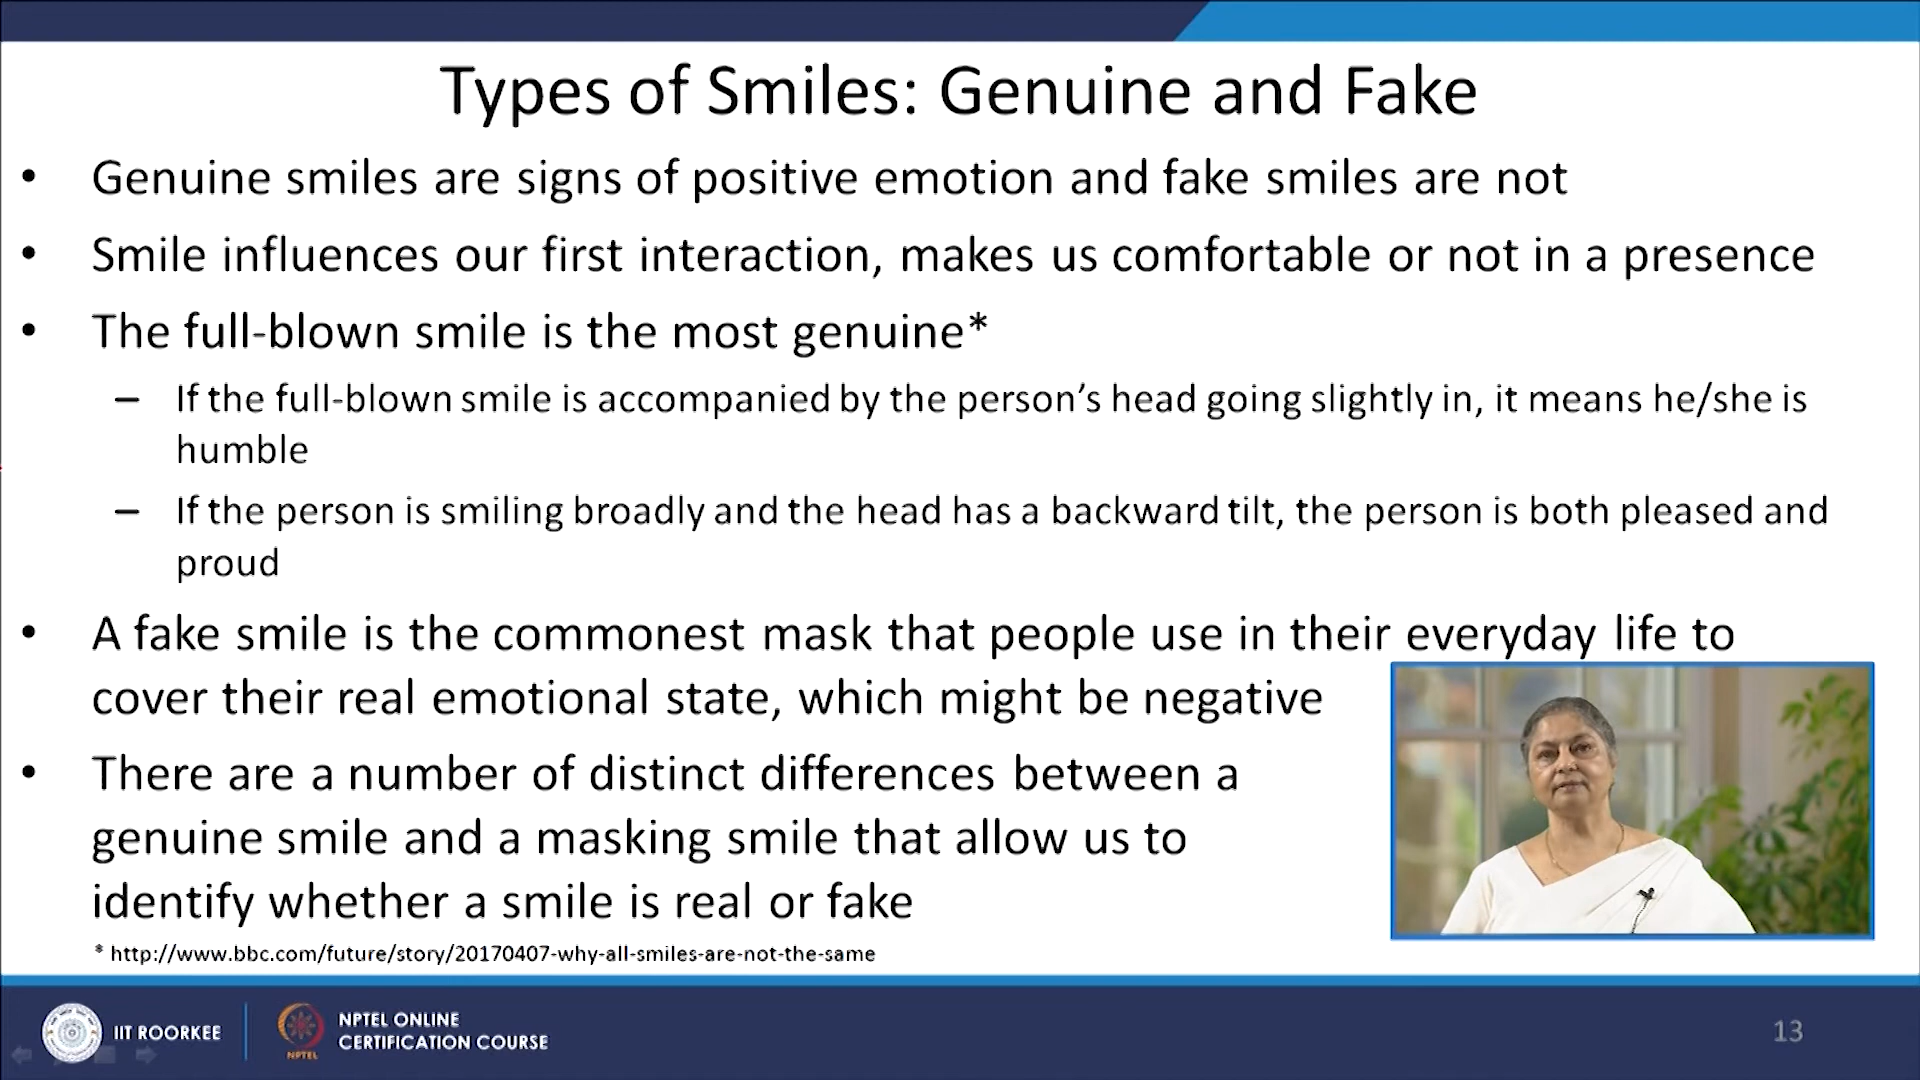 Types of Smiles: Genuine and Fake
• Genuine smiles are signs of positive emotion and fake smiles are not
• Smile influences our first interaction, makes us comfortable or not in a presence
• The full-blown smile is the most genuine*
– If the full-blown smile is accompanied by the person’s head going slightly in, it means he/she is
humble
– If the person is smiling broadly and the head has a backward tilt, the person is both pleased and
proud
• A fake smile is the commonest mask that people use in their everyday life to
cover their real emotional state, which might be negative
• There are a number of distinct differences between a
genuine smile and a masking smile that allow us to
identify whether a smile is real or fake
* http://www.bbc.com/future/story/20170407-why-all-smiles-are-not-the-same
IIT ROORKEE
NPTEL
NPTEL ONLINE
CERTIFICATION COURSE
13